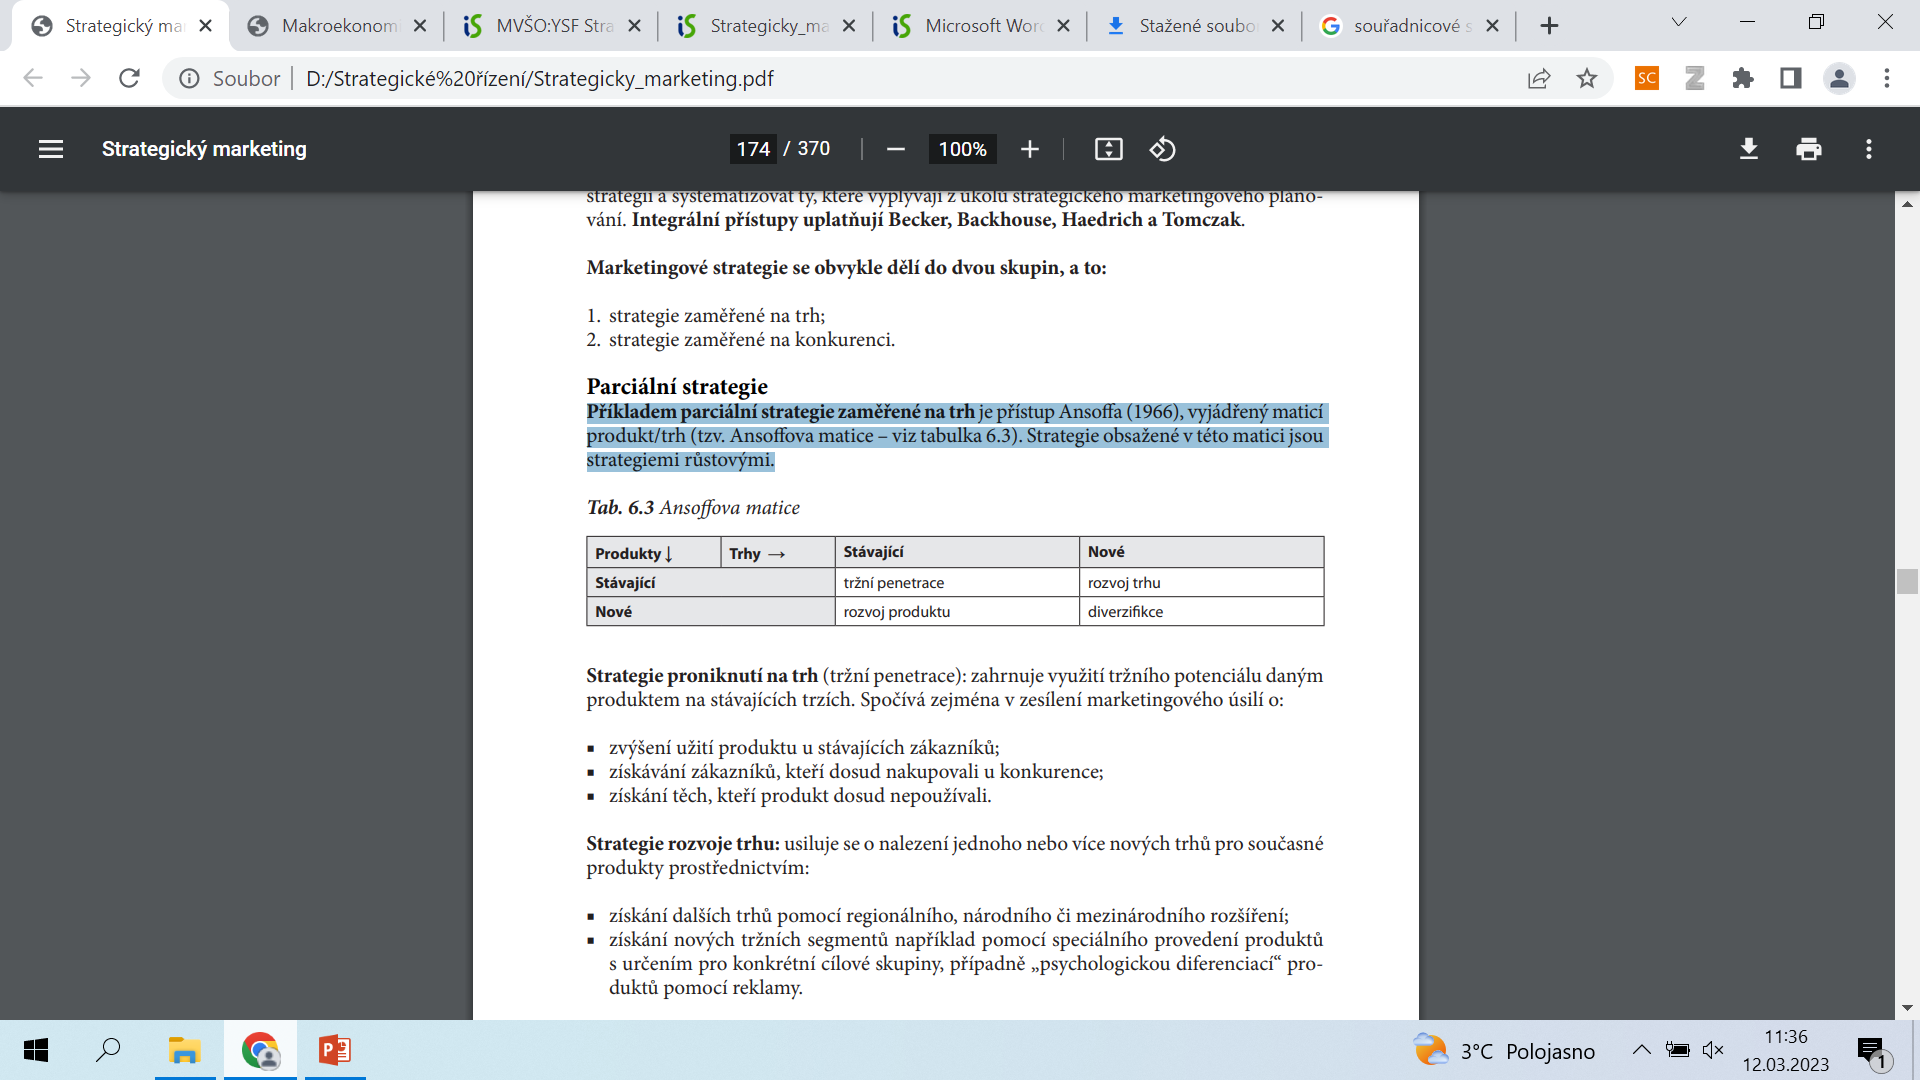 Strategický ma
Makroekonomi
MVŠO:YSF Stra
Strategicky_ma
Microsoft Word
Stažené soubo
souřadnicové s
Soubor
D:/Strategické%20řízení/Strategicky_marketing.pdf
SC
Strategický marketing
174 / 370
100%
strategií a systematizovat ty, které vyplývají z úkolů strategického marketingového pláno-
vání. Integrální přístupy uplatňují Becker, Backhouse, Haedrich a Tomczak.
Marketingové strategie se obvykle dělí do dvou skupin, a to:
1. strategie zaměřené na trh;
2. strategie zaměřené na konkurenci.
Parciální strategie
Příkladem parciální strategie zaměřené na trh je přístup Ansoffa (1966), vyjádřený maticí
produkt/trh (tzv. Ansoffova matice – viz tabulka 6.3). Strategie obsažené v této matici jsou
strategiemi růstovými.
Tab. 6.3 Ansoffova matice
Produkty↓ Trhy → Stávající Nové
Stávající tržní penetrace rozvoj trhu
Nové rozvoj produktu diverzifikce
Strategie proniknutí na trh (tržní penetrace): zahrnuje využití tržního potenciálu daným
produktem na stávajících trzích. Spočívá zejména v zesílení marketingového úsilí o:
▪ zvýšení užití produktu u stávajících zákazníků;
▪ získávání zákazníků, kteří dosud nakupovali u konkurence;
▪ získání těch, kteří produkt dosud nepoužívali.
Strategie rozvoje trhu: usiluje se o nalezení jednoho nebo více nových trhů pro současné
produkty prostřednictvím:
▪ získání dalších trhů pomocí regionálního, národního či mezinárodního rozšíření;
▪ získání nových tržních segmentů například pomocí speciálního provedení produktů
s určením pro konkrétní cílové skupiny, případně „psychologickou diferenciací“ pro-
duktů pomocí reklamy.
3°C Polojasno
11:36
12.03.2023
1